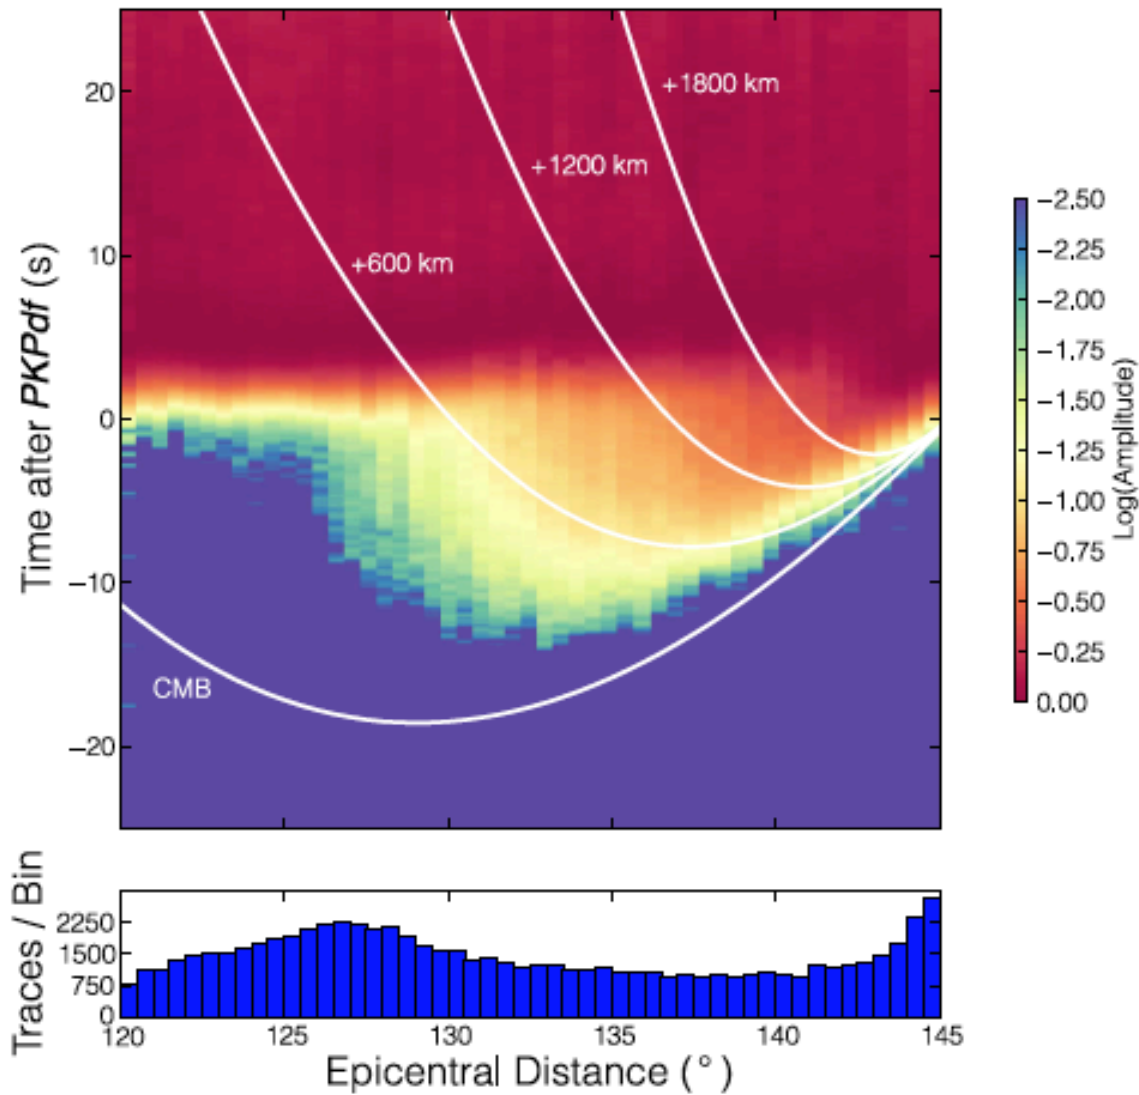 +1800 km
+1200 km
+600 km
CMB
20
10
0
−10
−20
Time after PKPdf (s)
−2.50
−2.25
−2.00
−1.75
−1.50
−1.25
−1.00
−0.75
−0.50
−0.25
0.00
Log(Amplitude)
2250
1500
750
0
Traces / Bin
120 125 130 135 140 145
Epicentral Distance (°)